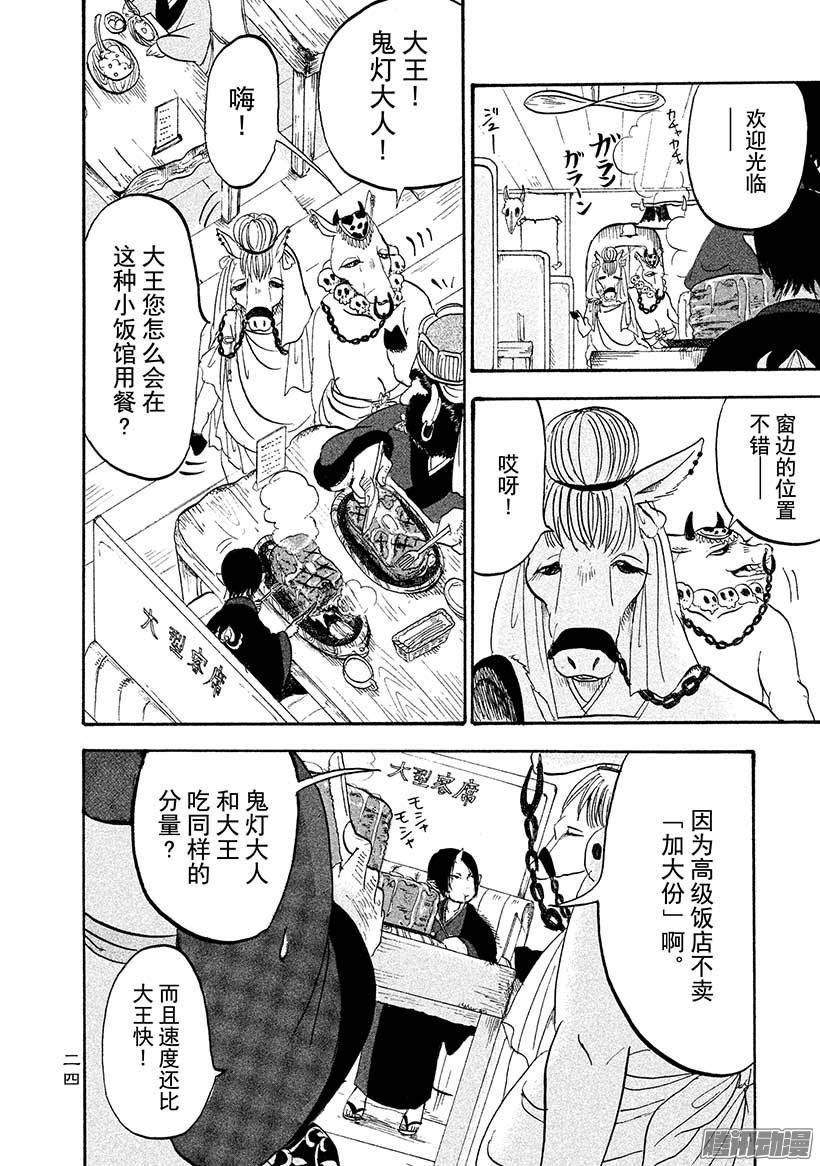 欢迎光临
——
カチャカチャ
ガラン
ガラーン
ジュー
窗边的位置
不错——
哎呀！
大王！
鬼灯大人！
嗨！
大王您怎么会在
这种小饭馆用餐？
大型客席
因为高级饭店不卖
「加大份」啊。
大型客席
モシャ
モシャ
鬼灯大人
和大王
吃同样的
分量？
而且速度还比
大王快！
二四
腾讯动漫